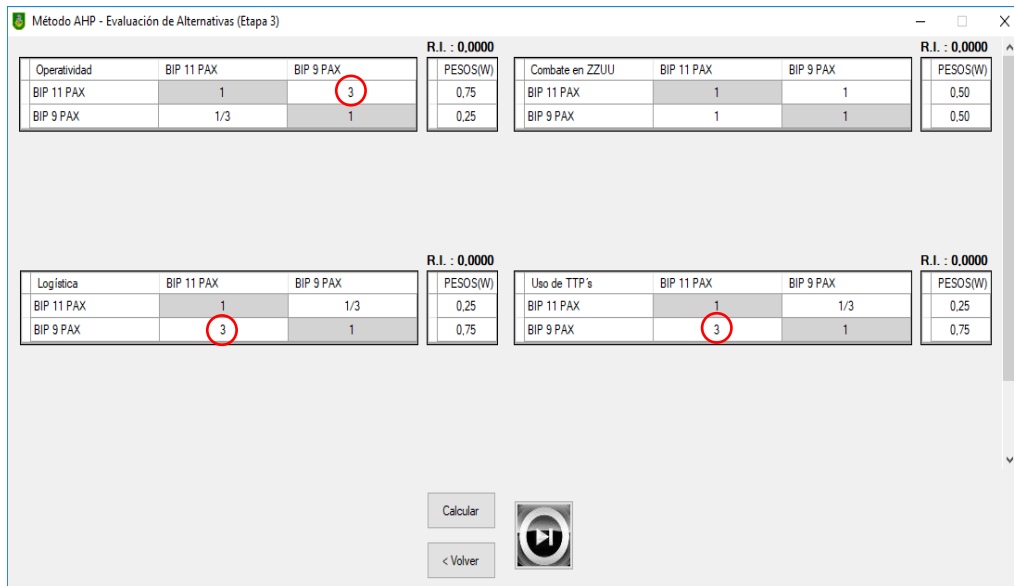 Método AHP - Evaluación de Alternativas (Etapa 3)
R.I. : 0,0000
R.I. : 0,0000
Operatividad BIP 11 PAX BIP 9 PAX PESOS(W) Combate en ZZUU BIP 11 PAX BIP 9 PAX PESOS(W)
BIP 11 PAX 1 3 0,75 BIP 11 PAX 1 1 0,50
BIP 9 PAX 1/3 1 0,25 BIP 9 PAX 1 1 0,50
R.I. : 0,0000
R.I. : 0,0000
Logística BIP 11 PAX BIP 9 PAX PESOS(W) Uso de TTP´s BIP 11 PAX BIP 9 PAX PESOS(W)
BIP 11 PAX 1 1/3 0,25 BIP 11 PAX 1 1/3 0,25
BIP 9 PAX 3 1 0,75 BIP 9 PAX 3 1 0,75
Calcular
< Volver